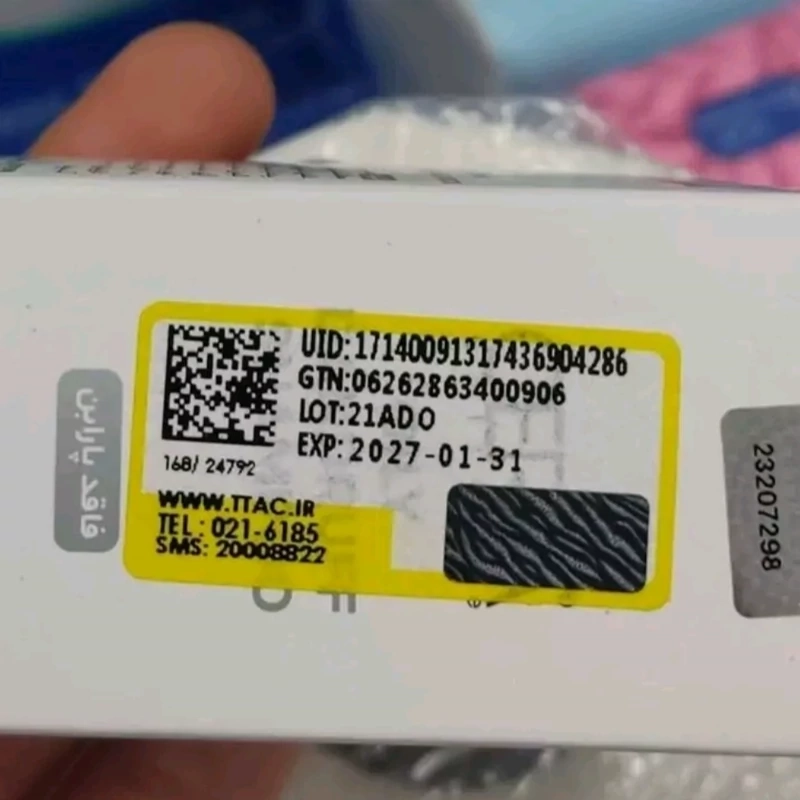 UID:17140091317436904286
GTN:06262863400906
LOT:21ADO
EXP:2027-01-31
168/ 24792
WWW.TTAC.IR
TEL : 021-6185
SMS: 20008822
فاقد پارابن
23207298